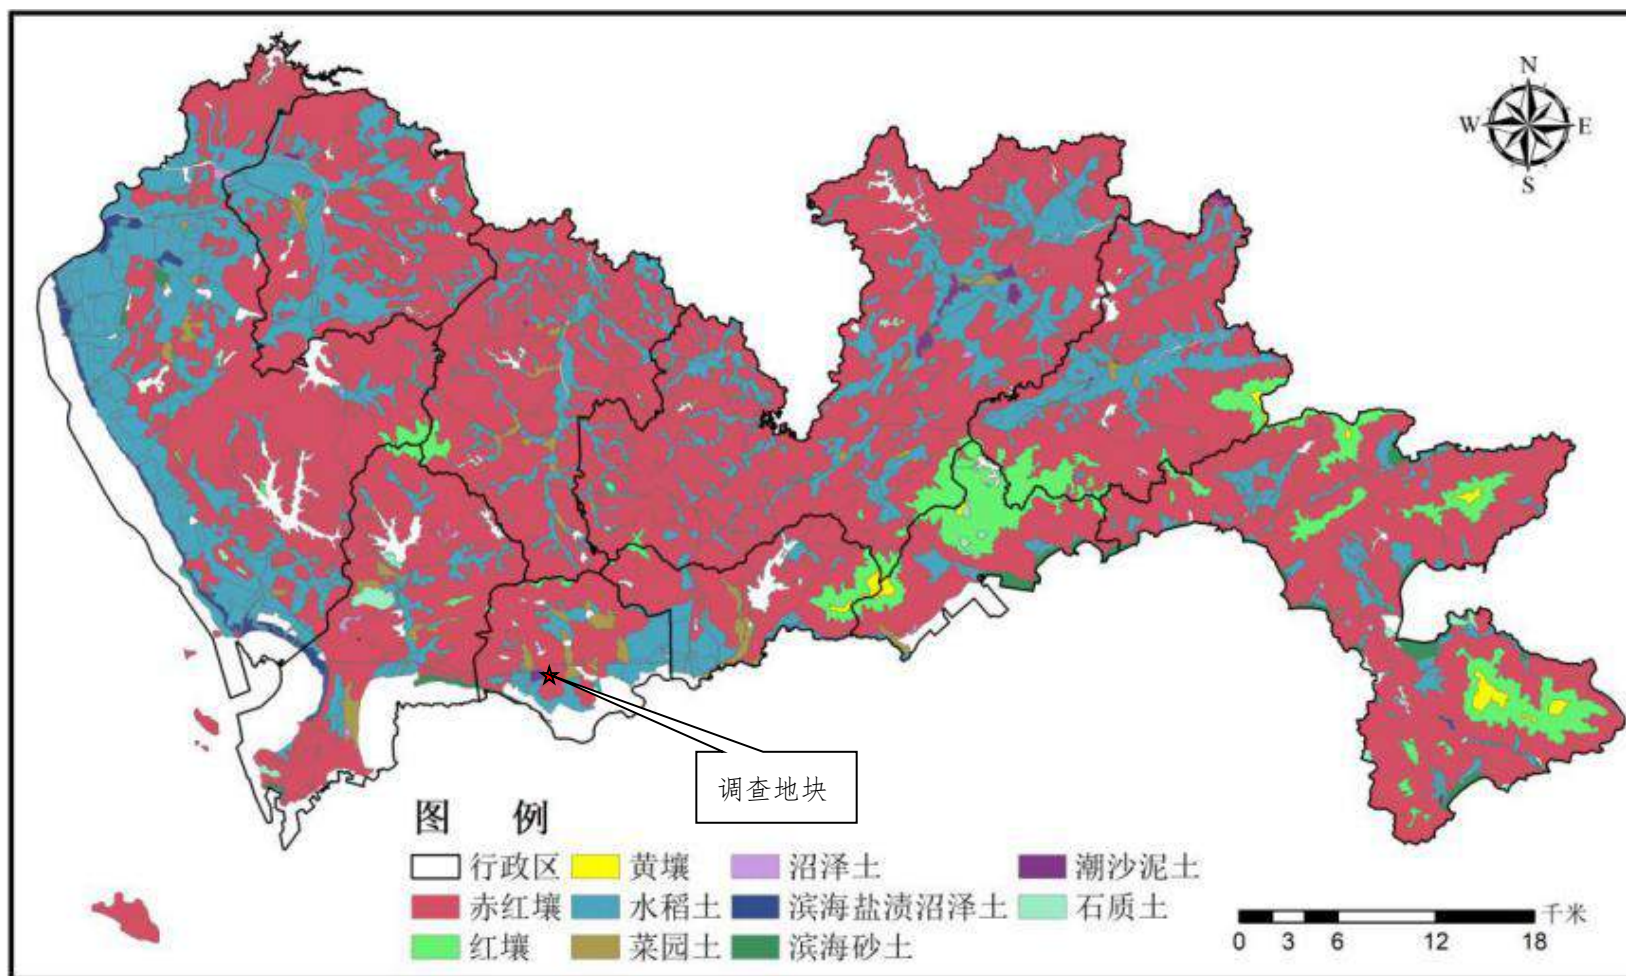 N
W E
S
调查地块
图 例
行政区 黄壤 沼泽土 潮沙泥土
赤红壤 水稻土 滨海盐渍沼泽土 石质土
红壤 菜园土 滨海砂土
千米
0 3 6 12 18